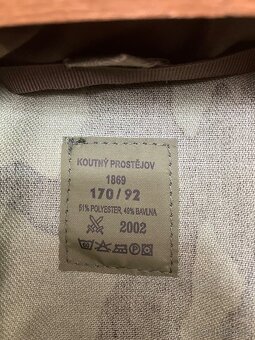 KOUTNÝ PROSTĚJOV
1869
170/92
51% POLYESTER, 49% BAVLNA
2002